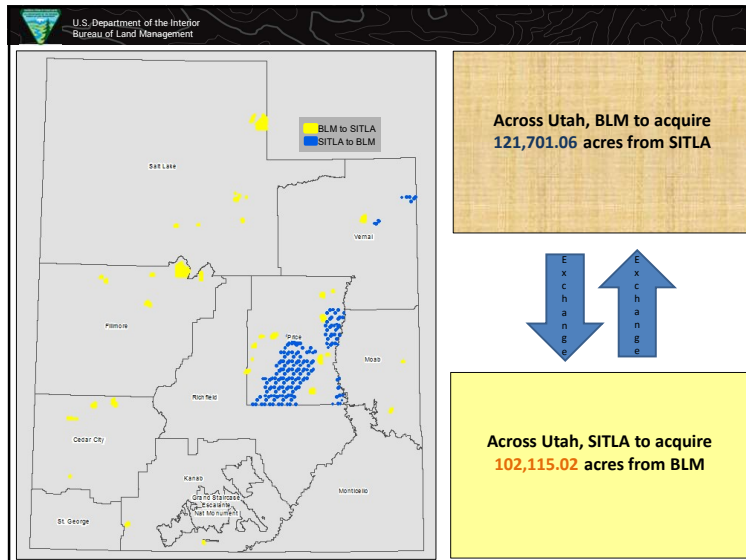 U.S. Department of the Interior
Bureau of Land Management
BLM to SITLA
SITLA to BLM
Salt Lake
Vernal
Fillmore
Price
Moab
Richfield
Cedar City
Kanab
Grand Staircase
Escalante
Nat Monument
Monticello
St. George
Across Utah, BLM to acquire
121,701.06 acres from SITLA
Exchange
Exchange
Across Utah, SITLA to acquire
102,115.02 acres from BLM